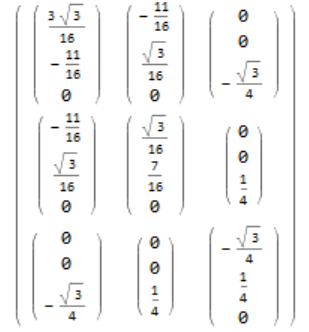 ( ( 3√3/16 ) ( -11/16 ) ( 0 ) )
( ( -11/16 ) ( √3/16 ) ( 0 ) )
( ( 0 ) ( 0 ) ( -√3/4 ) )
( ( -11/16 ) ( √3/16 ) ( 0 ) )
( ( √3/16 ) ( 7/16 ) ( 0 ) )
( ( 0 ) ( 0 ) ( 1/4 ) )
( ( 0 ) ( 0 ) ( -√3/4 ) )
( ( 0 ) ( 0 ) ( 1/4 ) )
( ( -√3/4 ) ( 1/4 ) ( 0 ) )